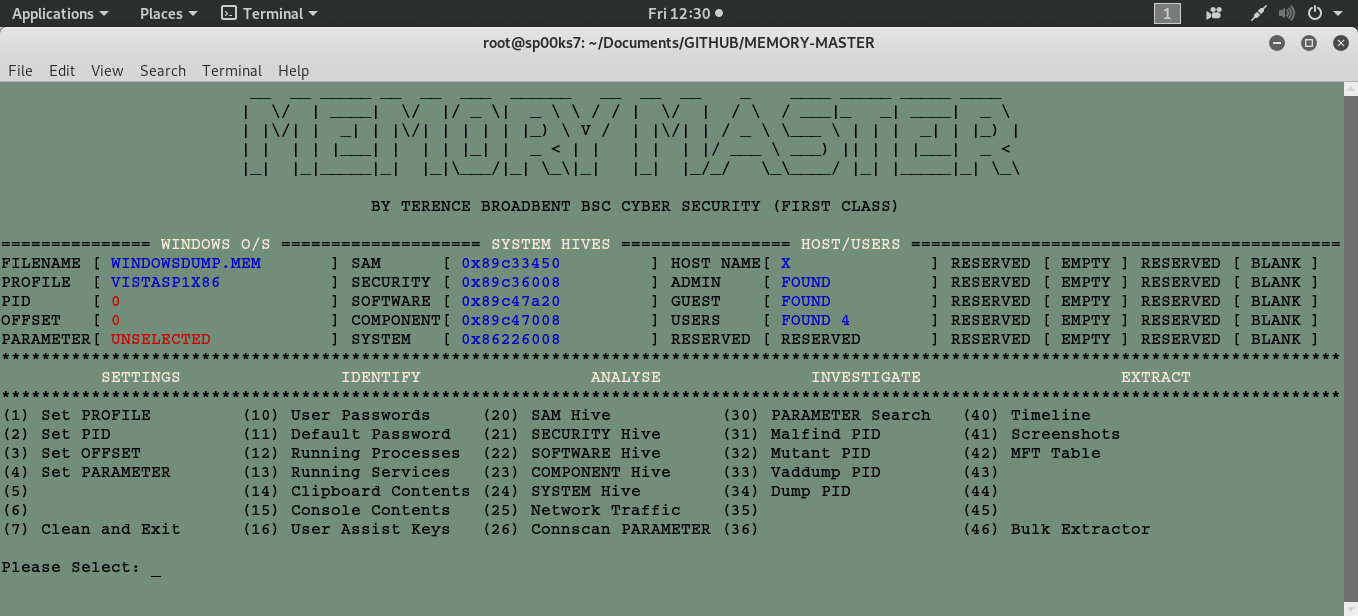 Applications Places Terminal Fri 12:30 1
root@sp00ks7: ~/Documents/GITHUB/MEMORY-MASTER
File Edit View Search Terminal Help
MEMORY MASTER
BY TERENCE BROADBENT BSC CYBER SECURITY (FIRST CLASS)
=============== WINDOWS O/S ==================== SYSTEM HIVES ================= HOST/USERS ===========================================
FILENAME [ WINDOWSDUMP.MEM ] SAM [ 0x89c33450 ] HOST NAME[ X ] RESERVED [ EMPTY ] RESERVED [ BLANK ]
PROFILE [ VISTASP1X86 ] SECURITY [ 0x89c36008 ] ADMIN [ FOUND ] RESERVED [ EMPTY ] RESERVED [ BLANK ]
PID [ 0 ] SOFTWARE [ 0x89c47a20 ] GUEST [ FOUND ] RESERVED [ EMPTY ] RESERVED [ BLANK ]
OFFSET [ 0 ] COMPONENT[ 0x89c47008 ] USERS [ FOUND 4 ] RESERVED [ EMPTY ] RESERVED [ BLANK ]
PARAMETER[ UNSELECTED ] SYSTEM [ 0x86226008 ] RESERVED [ RESERVED ] RESERVED [ EMPTY ] RESERVED [ BLANK ]
**************************************************************************************************************************************
SETTINGS IDENTIFY ANALYSE INVESTIGATE EXTRACT
**************************************************************************************************************************************
(1) Set PROFILE (10) User Passwords (20) SAM Hive (30) PARAMETER Search (40) Timeline
(2) Set PID (11) Default Password (21) SECURITY Hive (31) Malfind PID (41) Screenshots
(3) Set OFFSET (12) Running Processes (22) SOFTWARE Hive (32) Mutant PID (42) MFT Table
(4) Set PARAMETER (13) Running Services (23) COMPONENT Hive (33) Vaddump PID (43)
(5) (14) Clipboard Contents (24) SYSTEM Hive (34) Dump PID (44)
(6) (15) Console Contents (25) Network Traffic (35) (45)
(7) Clean and Exit (16) User Assist Keys (26) Connscan PARAMETER (36) (46) Bulk Extractor
Please Select: _